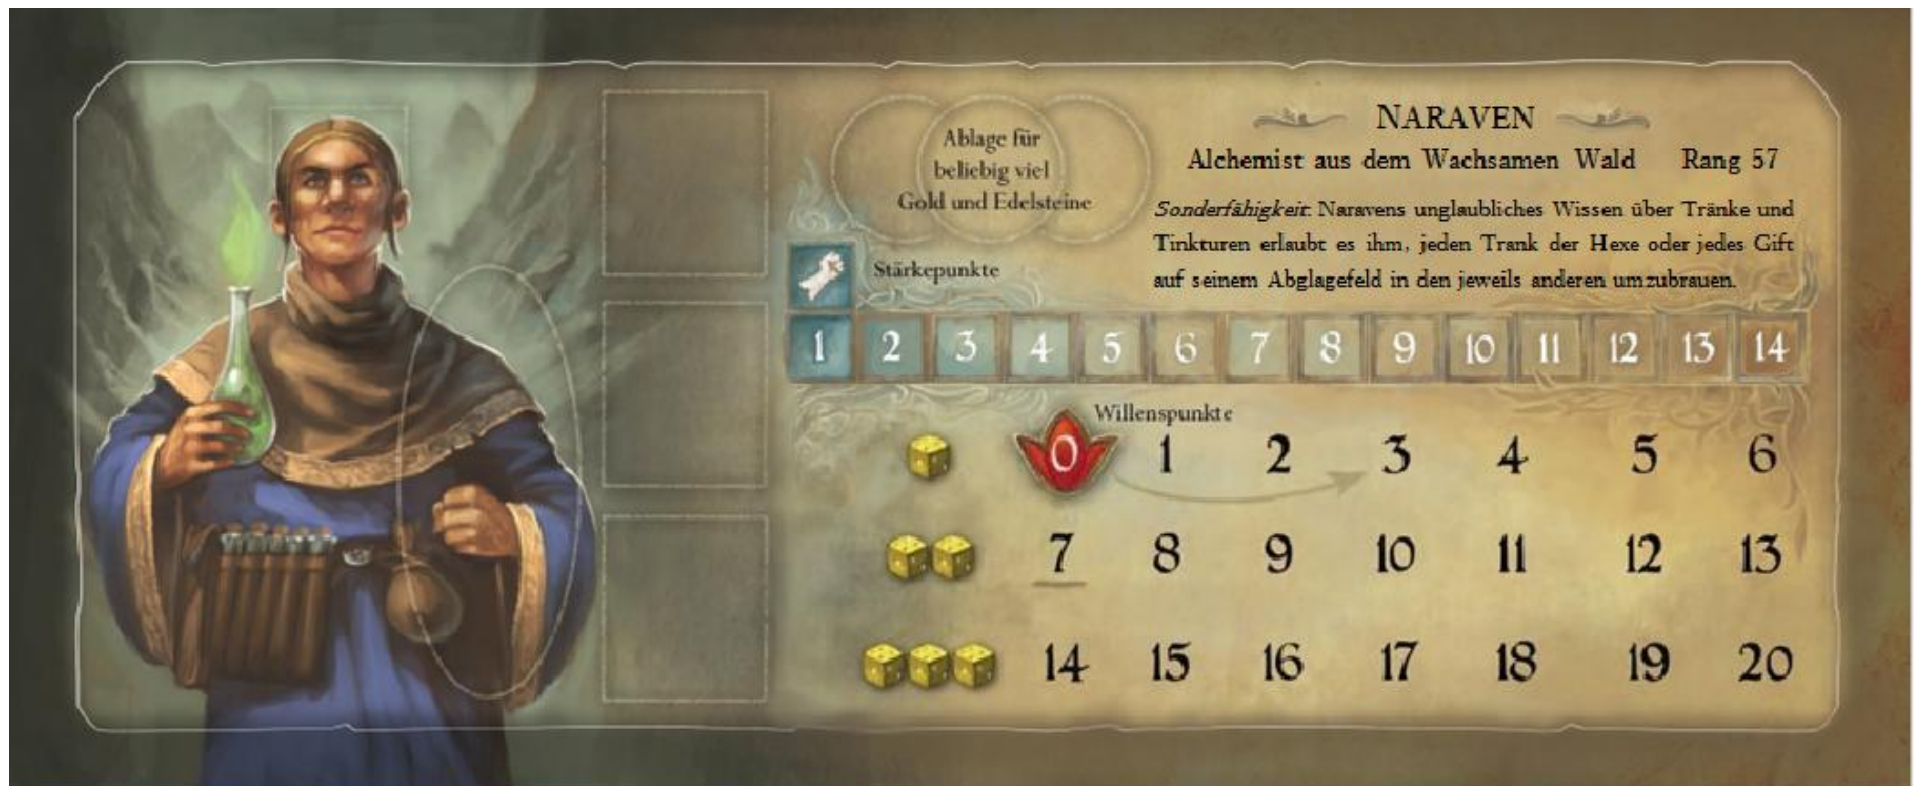 Ablage für
beliebig viel
Gold und Edelsteine
NARAVEN
Alchemist aus dem Wachsamen Wald Rang 57
Sonderfähigkeit: Naravens unglaubliches Wissen über Tränke und
Tinkturen erlaubt es ihm, jeden Trank der Hexe oder jedes Gift
auf seinem Abglagefeld in den jeweils anderen umzubrauen.
Stärkepunkte
1 2 3 4 5 6 7 8 9 10 11 12 13 14
Willenspunkte
0 1 2 3 4 5 6
7 8 9 10 11 12 13
14 15 16 17 18 19 20